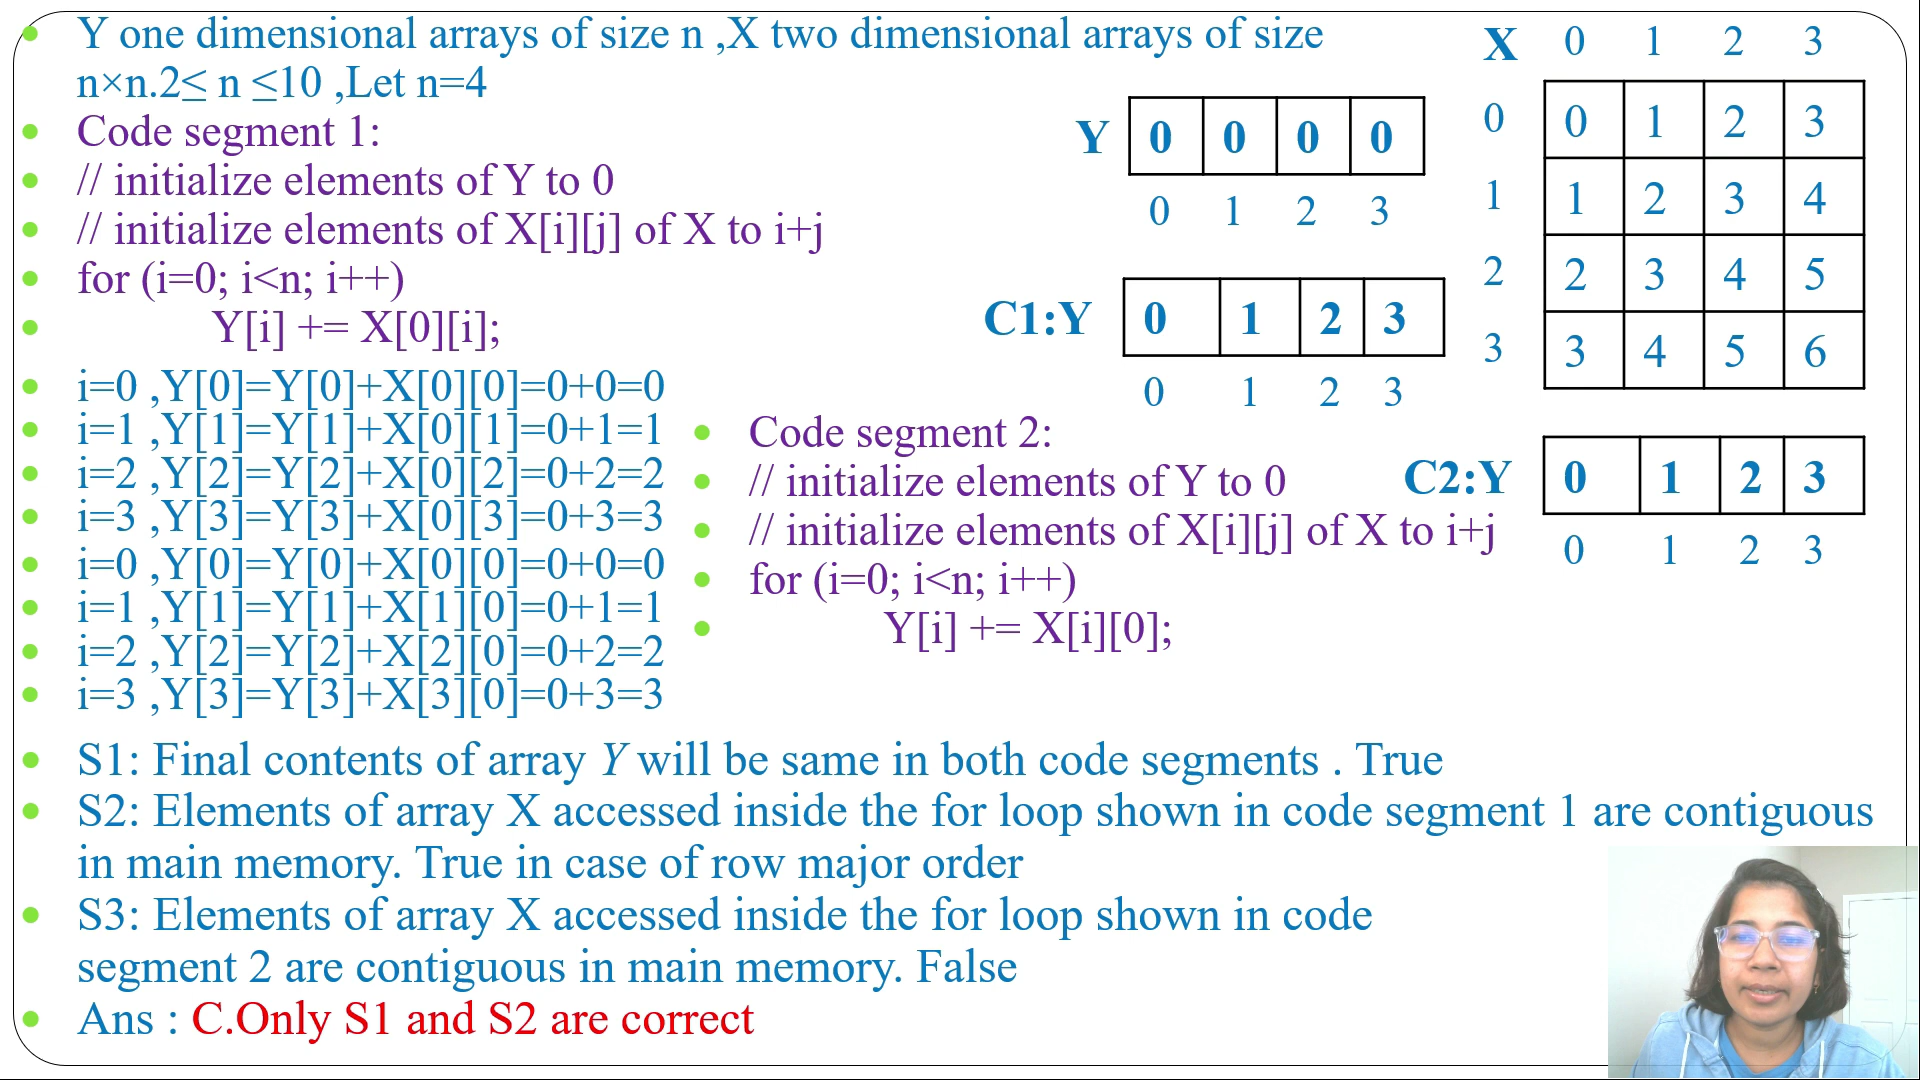 Y one dimensional arrays of size n ,X two dimensional arrays of size
n×n.2≤ n ≤10 ,Let n=4
Code segment 1:
// initialize elements of Y to 0
// initialize elements of X[i][j] of X to i+j
for (i=0; i<n; i++)
Y[i] += X[0][i];
i=0 ,Y[0]=Y[0]+X[0][0]=0+0=0
i=1 ,Y[1]=Y[1]+X[0][1]=0+1=1
i=2 ,Y[2]=Y[2]+X[0][2]=0+2=2
i=3 ,Y[3]=Y[3]+X[0][3]=0+3=3
i=0 ,Y[0]=Y[0]+X[0][0]=0+0=0
i=1 ,Y[1]=Y[1]+X[1][0]=0+1=1
i=2 ,Y[2]=Y[2]+X[2][0]=0+2=2
i=3 ,Y[3]=Y[3]+X[3][0]=0+3=3
Y 0 0 0 0
0 1 2 3
C1:Y 0 1 2 3
0 1 2 3
X 0 1 2 3
0 0 1 2 3
1 1 2 3 4
2 2 3 4 5
3 3 4 5 6
Code segment 2:
// initialize elements of Y to 0
// initialize elements of X[i][j] of X to i+j
for (i=0; i<n; i++)
Y[i] += X[i][0];
C2:Y 0 1 2 3
0 1 2 3
S1: Final contents of array Y will be same in both code segments . True
S2: Elements of array X accessed inside the for loop shown in code segment 1 are contiguous
in main memory. True in case of row major order
S3: Elements of array X accessed inside the for loop shown in code
segment 2 are contiguous in main memory. False
Ans : C.Only S1 and S2 are correct